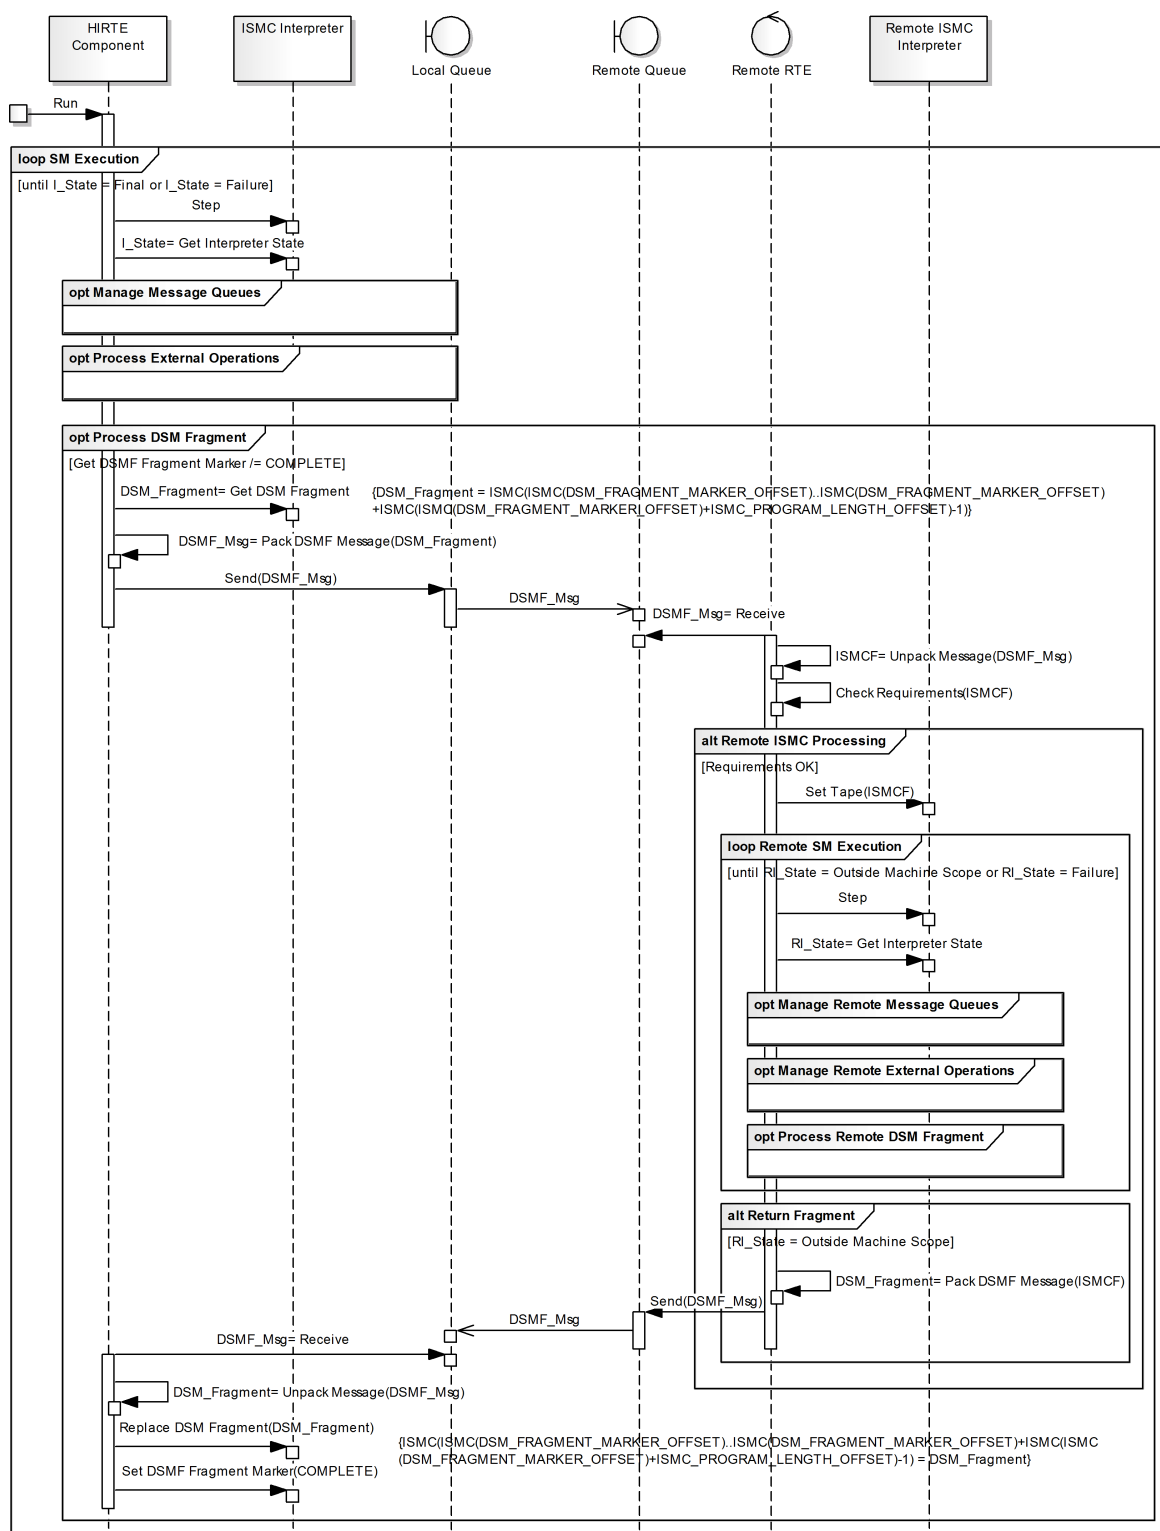 HIRTE
Component
ISMC Interpreter
Local Queue
Remote Queue
Remote RTE
Remote ISMC
Interpreter
Run
loop SM Execution
[until I_State = Final or I_State = Failure]
Step
I_State= Get Interpreter State
opt Manage Message Queues
opt Process External Operations
opt Process DSM Fragment
[Get DSMF Fragment Marker /= COMPLETE]
DSM_Fragment= Get DSM Fragment
{DSM_Fragment = ISMC(ISMC(DSM_FRAGMENT_MARKER_OFFSET)..ISMC(DSM_FRAGMENT_MARKER_OFFSET)
+ISMC(ISMC(DSM_FRAGMENT_MARKER_OFFSET)+ISMC_PROGRAM_LENGTH_OFFSET)-1)}
DSMF_Msg= Pack DSMF Message(DSM_Fragment)
Send(DSMF_Msg)
DSMF_Msg
DSMF_Msg= Receive
ISMCF= Unpack Message(DSMF_Msg)
Check Requirements(ISMCF)
alt Remote ISMC Processing
[Requirements OK]
Set Tape(ISMCF)
loop Remote SM Execution
[until RI_State = Outside Machine Scope or RI_State = Failure]
Step
RI_State= Get Interpreter State
opt Manage Remote Message Queues
opt Manage Remote External Operations
opt Process Remote DSM Fragment
alt Return Fragment
[RI_State = Outside Machine Scope]
DSM_Fragment= Pack DSMF Message(ISMCF)
Send(DSMF_Msg)
DSMF_Msg
DSMF_Msg= Receive
DSM_Fragment= Unpack Message(DSMF_Msg)
Replace DSM Fragment(DSM_Fragment)
{ISMC(ISMC(DSM_FRAGMENT_MARKER_OFFSET)..ISMC(DSM_FRAGMENT_MARKER_OFFSET)+ISMC(ISMC
(DSM_FRAGMENT_MARKER_OFFSET)+ISMC_PROGRAM_LENGTH_OFFSET)-1) = DSM_Fragment}
Set DSMF Fragment Marker(COMPLETE)